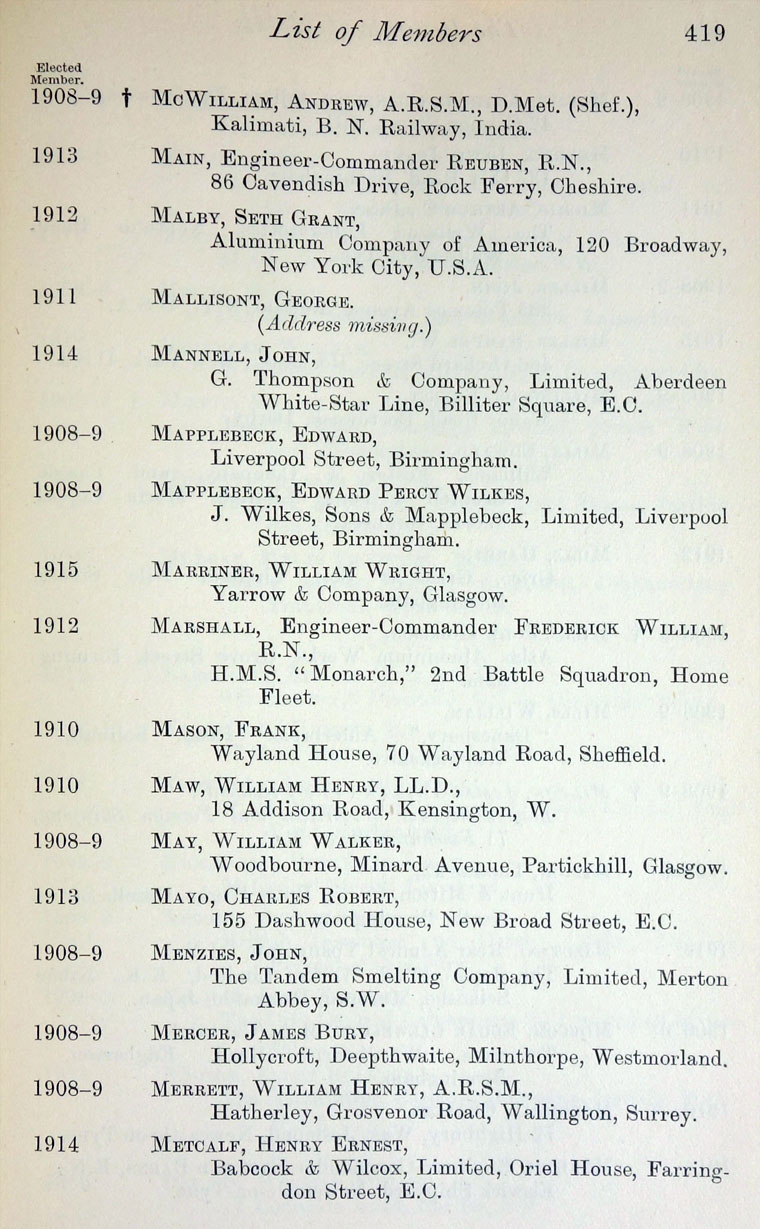 List of Members 419
Elected
Member.
1908–9 † McWilliam, Andrew, A.R.S.M., D.Met. (Shef.),
Kalimati, B. N. Railway, India.
1913 Main, Engineer-Commander Reuben, R.N.,
86 Cavendish Drive, Rock Ferry, Cheshire.
1912 Malby, Seth Grant,
Aluminium Company of America, 120 Broadway,
New York City, U.S.A.
1911 Mallisont, George.
(Address missing.)
1914 Mannell, John,
G. Thompson & Company, Limited, Aberdeen
White-Star Line, Billiter Square, E.C.
1908–9 Mapplebeck, Edward,
Liverpool Street, Birmingham.
1908–9 Mapplebeck, Edward Percy Wilkes,
J. Wilkes, Sons & Mapplebeck, Limited, Liverpool
Street, Birmingham.
1915 Marriner, William Wright,
Yarrow & Company, Glasgow.
1912 Marshall, Engineer-Commander Frederick William,
R.N.,
H.M.S. “Monarch,” 2nd Battle Squadron, Home
Fleet.
1910 Mason, Frank,
Wayland House, 70 Wayland Road, Sheffield.
1910 Maw, William Henry, LL.D.,
18 Addison Road, Kensington, W.
1908–9 May, William Walker,
Woodbourne, Minard Avenue, Partickhill, Glasgow.
1913 Mayo, Charles Robert,
155 Dashwood House, New Broad Street, E.C.
1908–9 Menzies, John,
The Tandem Smelting Company, Limited, Merton
Abbey, S.W.
1908–9 Mercer, James Bury,
Hollycroft, Deepthwaite, Milnthorpe, Westmorland.
1908–9 Merrett, William Henry, A.R.S.M.,
Hatherley, Grosvenor Road, Wallington, Surrey.
1914 Metcalf, Henry Ernest,
Babcock & Wilcox, Limited, Oriel House, Farring-
don Street, E.C.